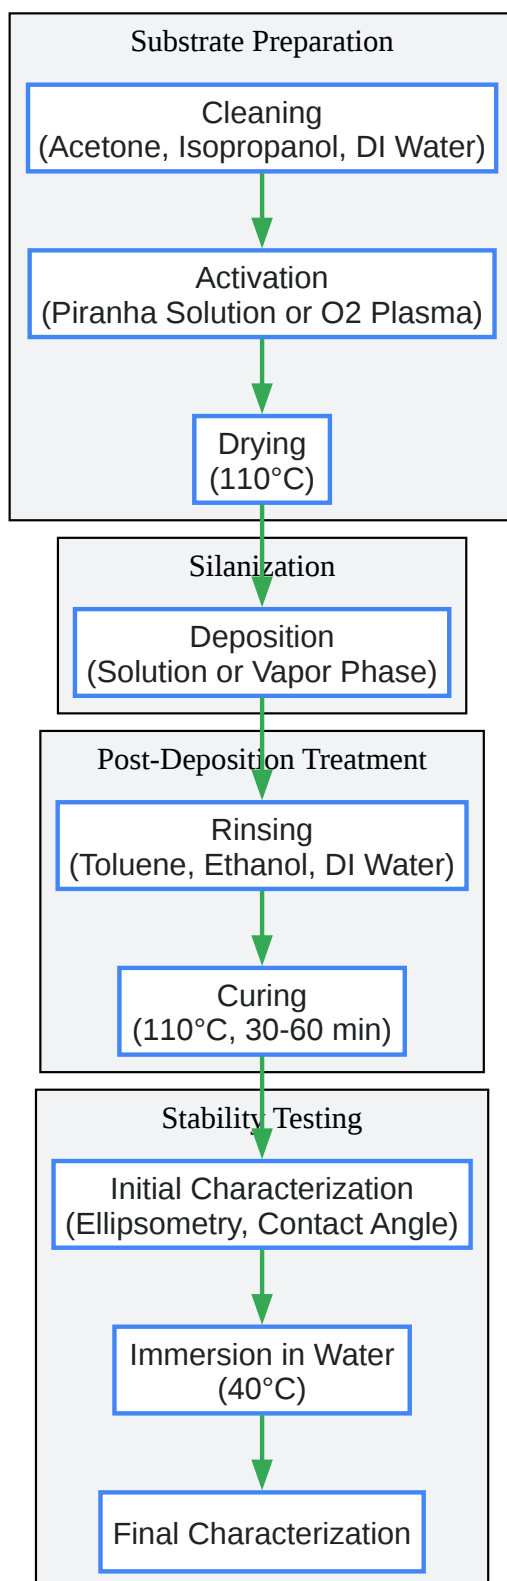 Substrate Preparation
Cleaning
(Acetone, Isopropanol, DI Water)
Activation
(Piranha Solution or O2 Plasma)
Drying
(110°C)
Silanization
Deposition
(Solution or Vapor Phase)
Post-Deposition Treatment
Rinsing
(Toluene, Ethanol, DI Water)
Curing
(110°C, 30-60 min)
Stability Testing
Initial Characterization
(Ellipsometry, Contact Angle)
Immersion in Water
(40°C)
Final Characterization